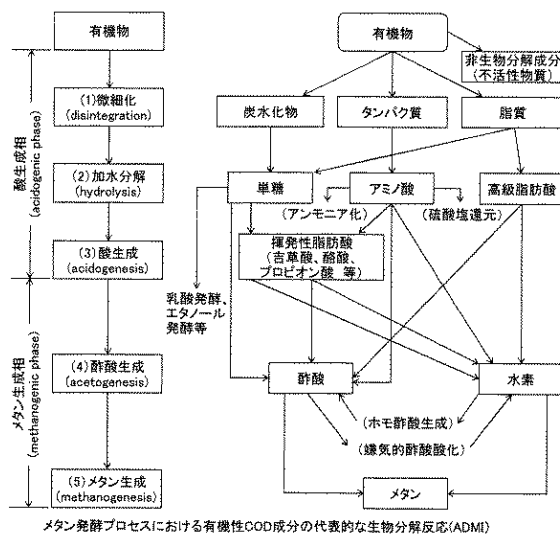 有機物
酸生成相
(acidogenic phase)
(1)微細化
(disintegration)
(2)加水分解
(hydrolysis)
(3)酸生成
(acidogenesis)
メタン生成相
(methanogenic phase)
(4)酢酸生成
(acetogenesis)
(5)メタン生成
(methanogenesis)
有機物
非生物分解成分
(不活性物質)
炭水化物
タンパク質
脂質
単糖
アミノ酸
高級脂肪酸
(アンモニア化)
(硫酸塩還元)
揮発性脂肪酸
(吉草酸、酪酸、
プロピオン酸 等)
乳酸発酵、
エタノール
発酵等
酢酸
水素
(ホモ酢酸生成)
(嫌気的酢酸酸化)
メタン
メタン発酵プロセスにおける有機性COD成分の代表的な生物分解反応(ADMI)